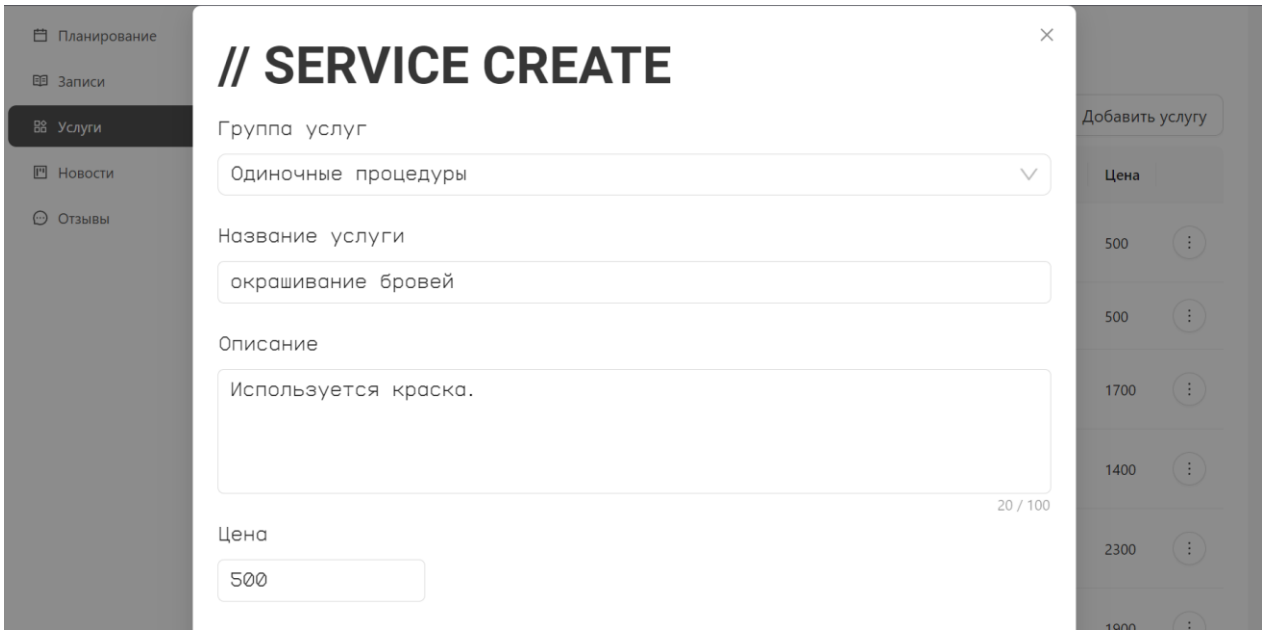 Планирование
Записи
Услуги
Новости
Отзывы
// SERVICE CREATE
Группа услуг
Одиночные процедуры
Название услуги
окрашивание бровей
Описание
Используется краска.
20 / 100
Цена
500
Добавить услугу
Цена
500
500
1700
1400
2300
1900